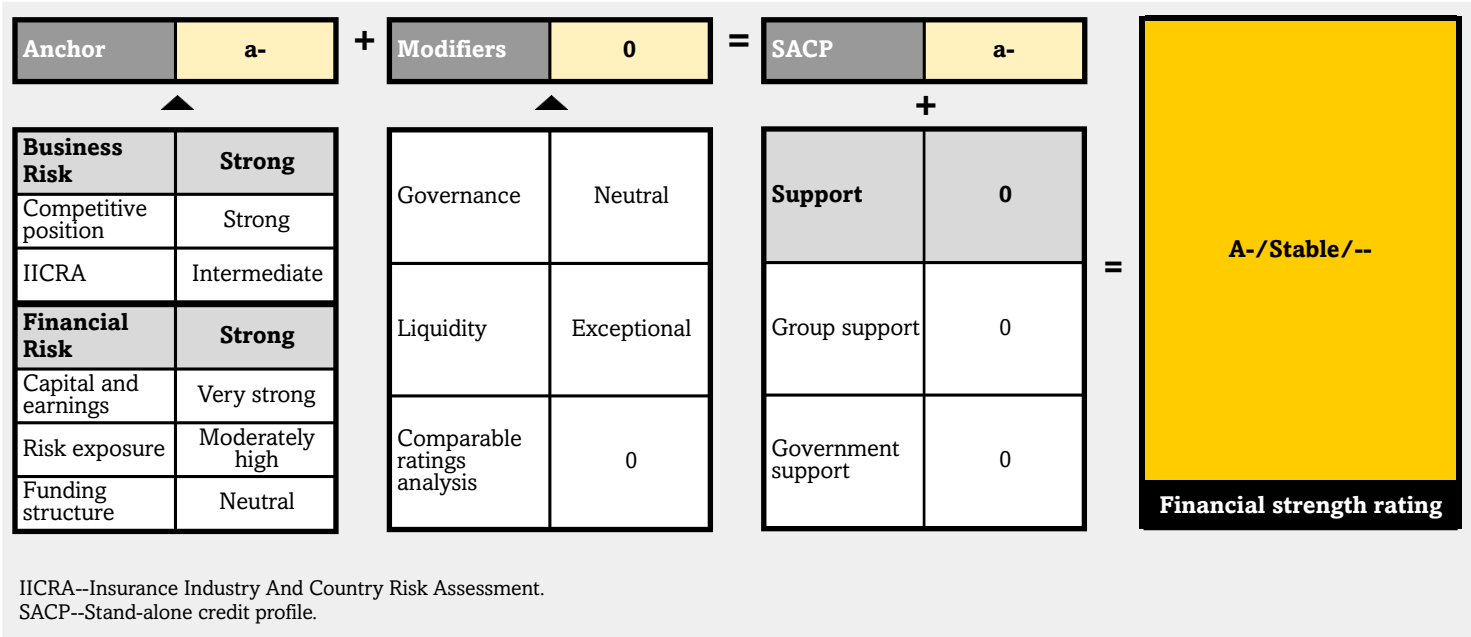 Anchor
a-
+
Modifiers
0
=
SACP
a-
+
Business
Risk
Strong
Competitive
position
Strong
IICRA
Intermediate
Financial
Risk
Strong
Capital and
earnings
Very strong
Risk exposure
Moderately
high
Funding
structure
Neutral
Governance
Neutral
Liquidity
Exceptional
Comparable
ratings
analysis
0
Support
0
Group support
0
Government
support
0
=
A-/Stable/--
Financial strength rating
IICRA--Insurance Industry And Country Risk Assessment.
SACP--Stand-alone credit profile.